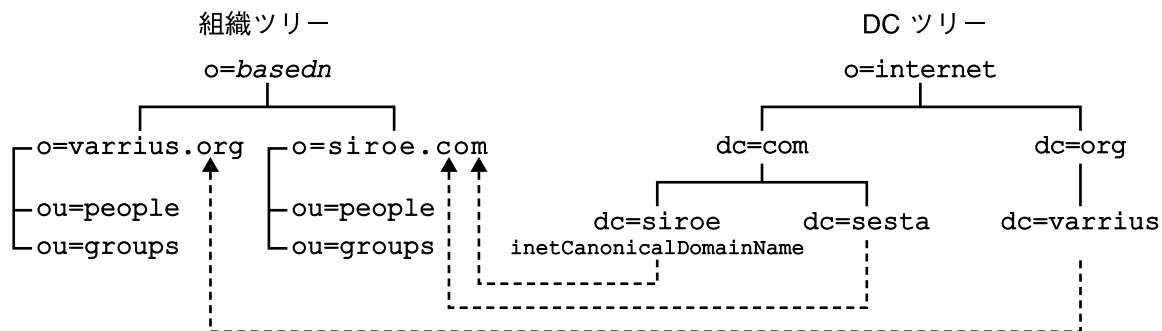 組織ツリー
o=basedn
o=varrius.org
ou=people
ou=groups
o=siroe.com
ou=people
ou=groups
DC ツリー
o=internet
dc=com
dc=org
dc=siroe
inetCanonicalDomainName
dc=sesta
dc=varrius